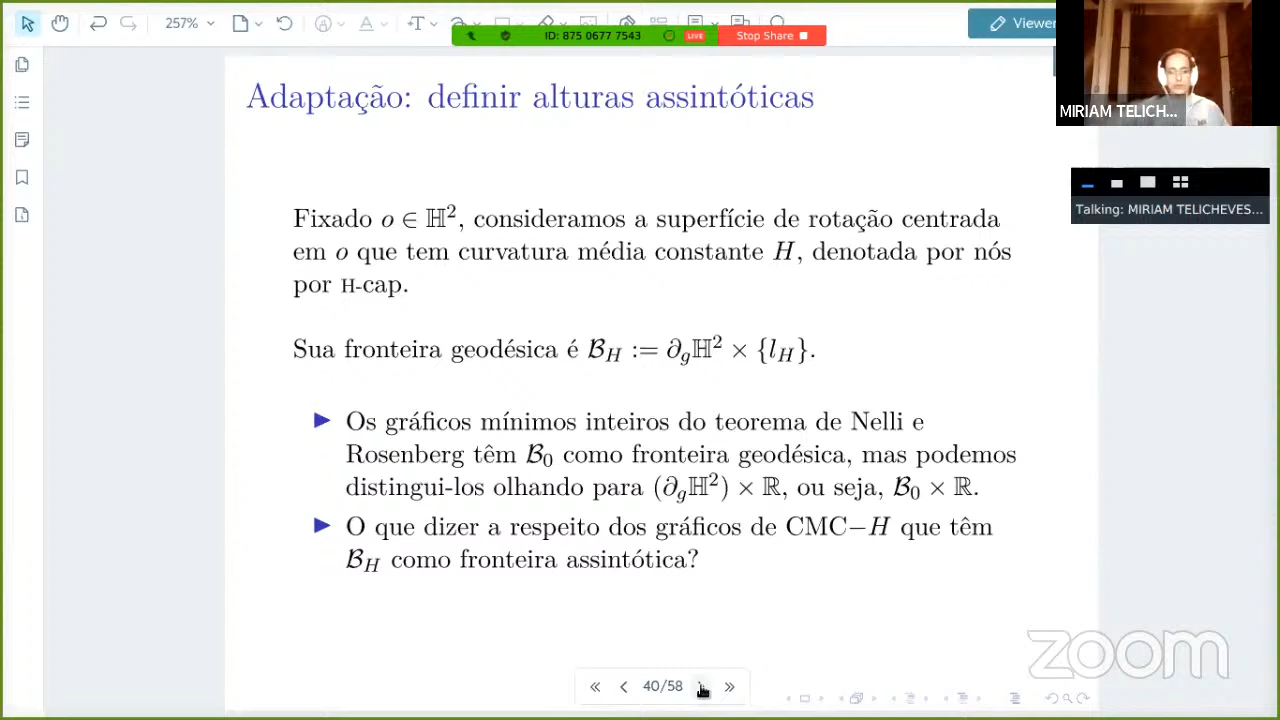 257%
ID: 875 0677 7543
LIVE
Stop Share
Viewer
MIRIAM TELICH...
Talking: MIRIAM TELICHEVES...
Adaptação: definir alturas assintóticas
Fixado o ∈ ℍ², consideramos a superfície de rotação centrada
em o que tem curvatura média constante H, denotada por nós
por H-cap.
Sua fronteira geodésica é ℬ_H := ∂_gℍ² × {l_H}.
▶ Os gráficos mínimos inteiros do teorema de Nelli e
Rosenberg têm ℬ₀ como fronteira geodésica, mas podemos
distingui-los olhando para (∂_gℍ²) × ℝ, ou seja, ℬ₀ × ℝ.
▶ O que dizer a respeito dos gráficos de CMC−H que têm
ℬ_H como fronteira assintótica?
zoom
40/58